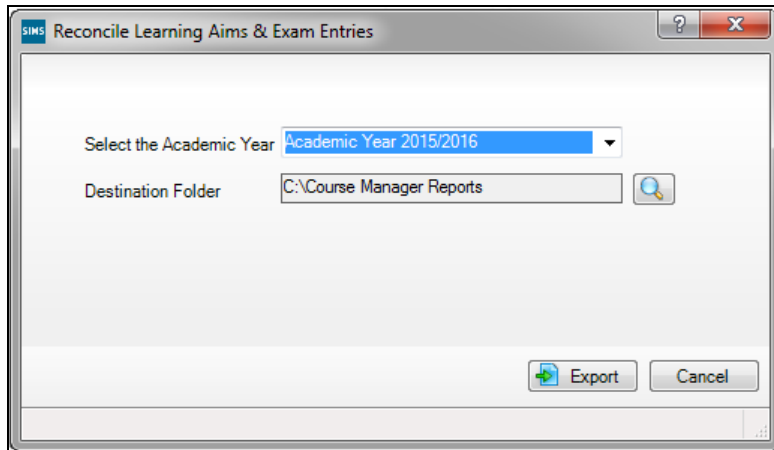 SIMS Reconcile Learning Aims & Exam Entries ?
Select the Academic Year Academic Year 2015/2016
Destination Folder C:\Course Manager Reports
Export Cancel